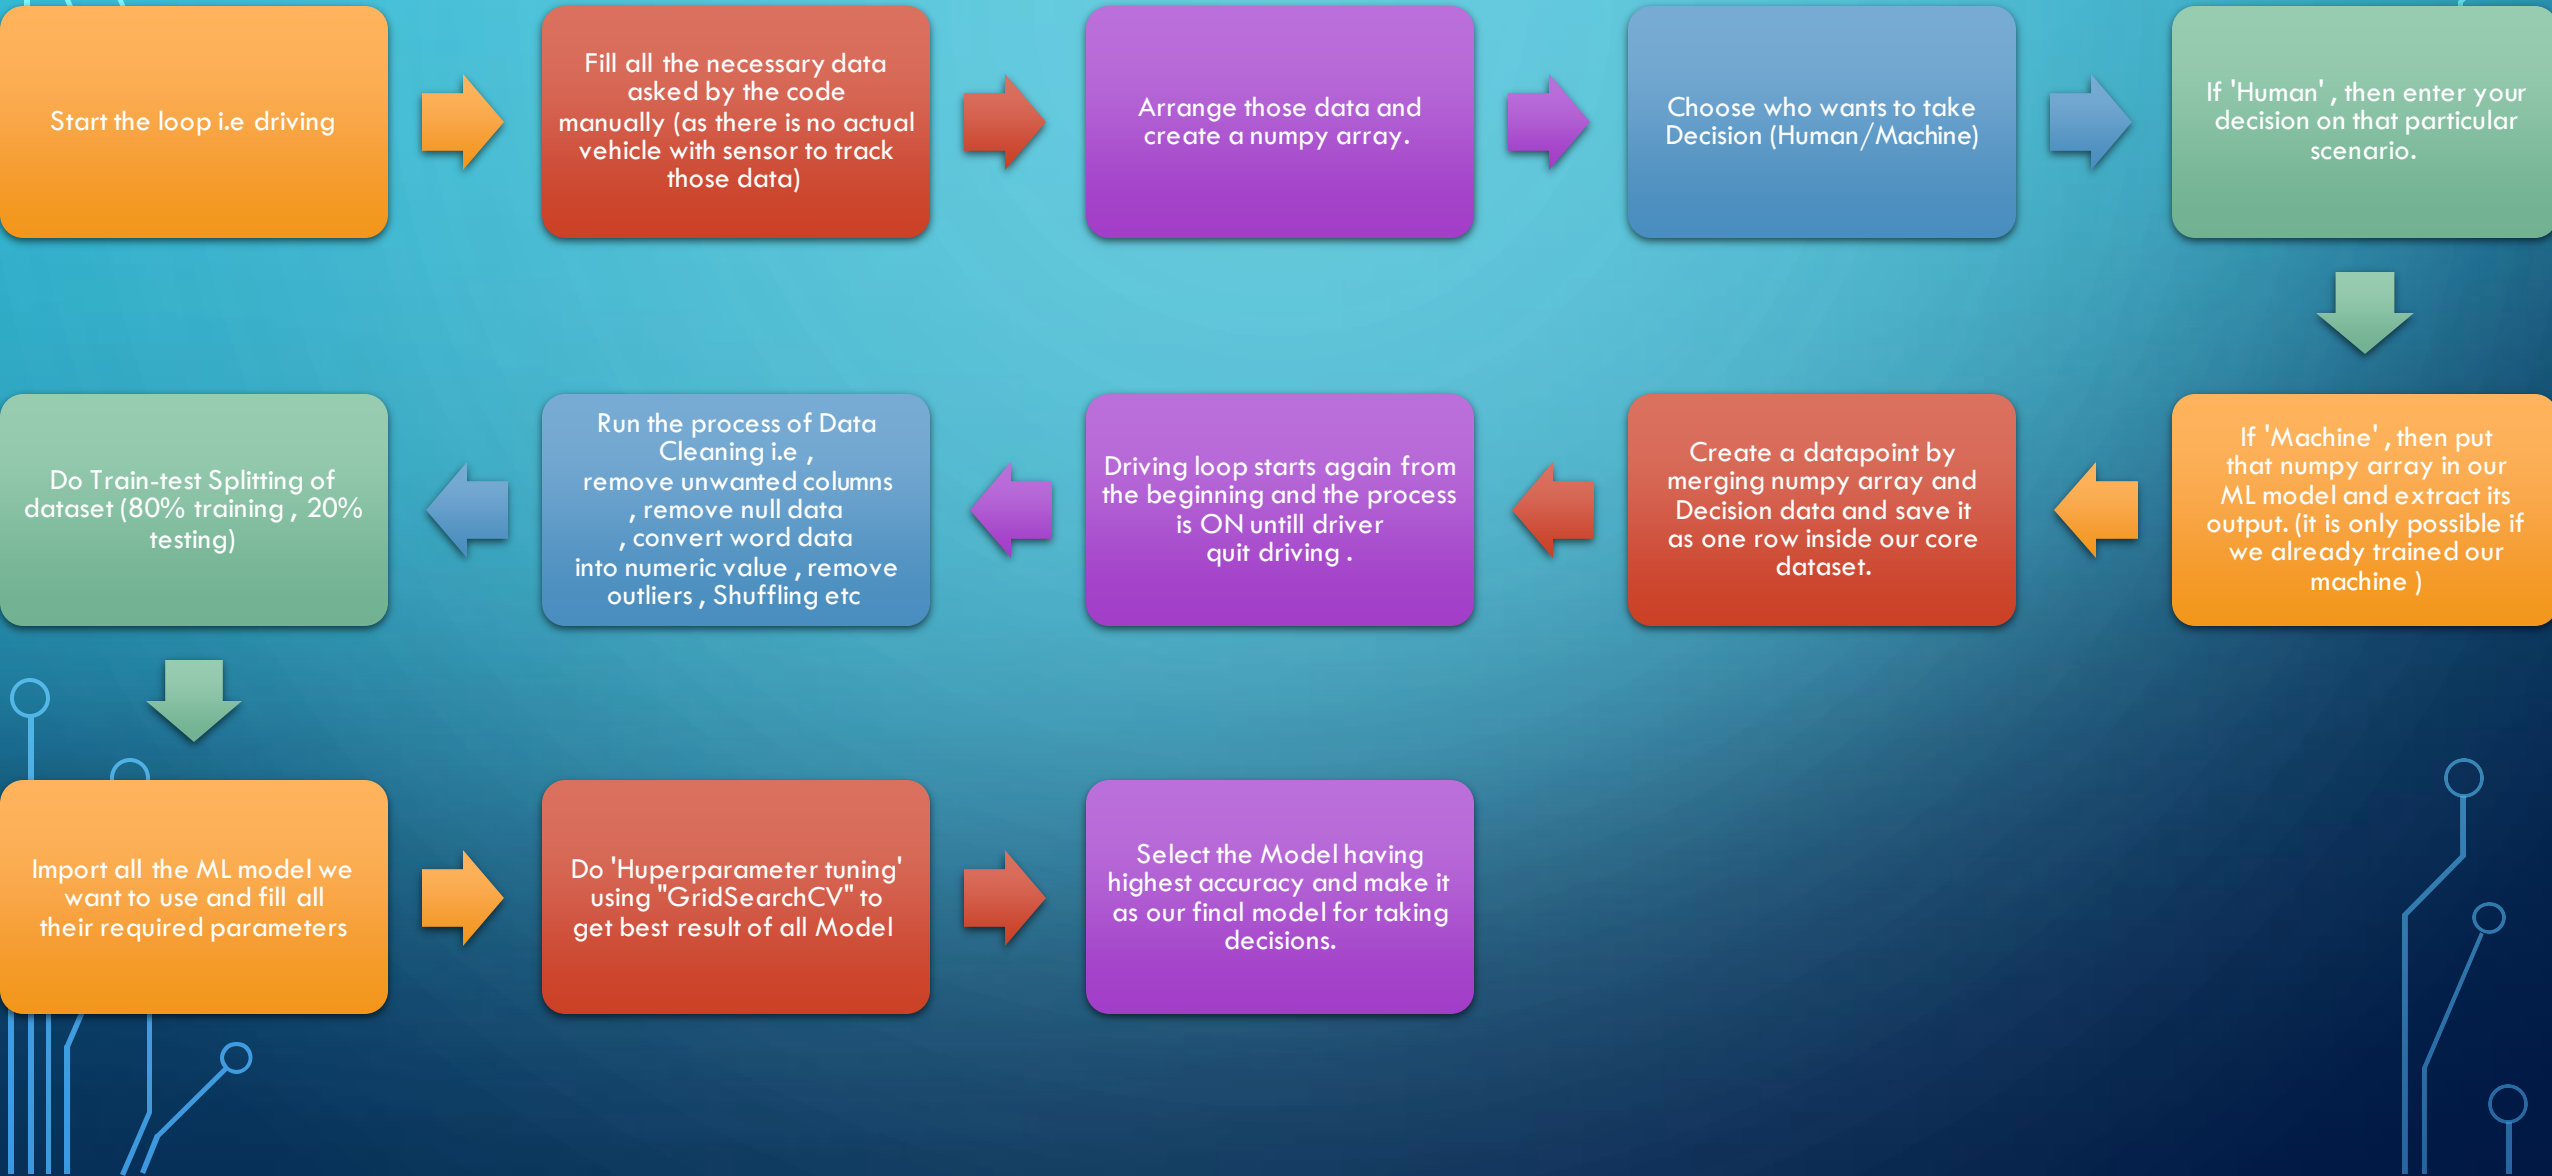 Start the loop i.e driving
Fill all the necessary data
asked by the code
manually (as there is no actual
vehicle with sensor to track
those data)
Arrange those data and
create a numpy array.
Choose who wants to take
Decision (Human/Machine)
If 'Human' , then enter your
decision on that particular
scenario.
If 'Machine' , then put
that numpy array in our
ML model and extract its
output. (it is only possible if
we already trained our
machine )
Create a datapoint by
merging numpy array and
Decision data and save it
as one row inside our core
dataset.
Driving loop starts again from
the beginning and the process
is ON untill driver
quit driving .
Run the process of Data
Cleaning i.e ,
remove unwanted columns
, remove null data
, convert word data
into numeric value , remove
outliers , Shuffling etc
Do Train-test Splitting of
dataset (80% training , 20%
testing)
Import all the ML model we
want to use and fill all
their required parameters
Do 'Huperparameter tuning'
using "GridSearchCV" to
get best result of all Model
Select the Model having
highest accuracy and make it
as our final model for taking
decisions.